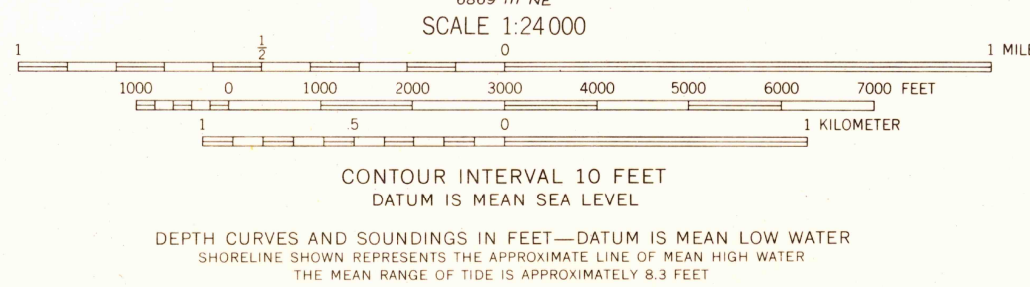 SCALE 1:24 000
1 1/2 0 1 MILE
1000 0 1000 2000 3000 4000 5000 6000 7000 FEET
1 .5 0 1 KILOMETER
CONTOUR INTERVAL 10 FEET
DATUM IS MEAN SEA LEVEL
DEPTH CURVES AND SOUNDINGS IN FEET—DATUM IS MEAN LOW WATER
SHORELINE SHOWN REPRESENTS THE APPROXIMATE LINE OF MEAN HIGH WATER
THE MEAN RANGE OF TIDE IS APPROXIMATELY 8.3 FEET